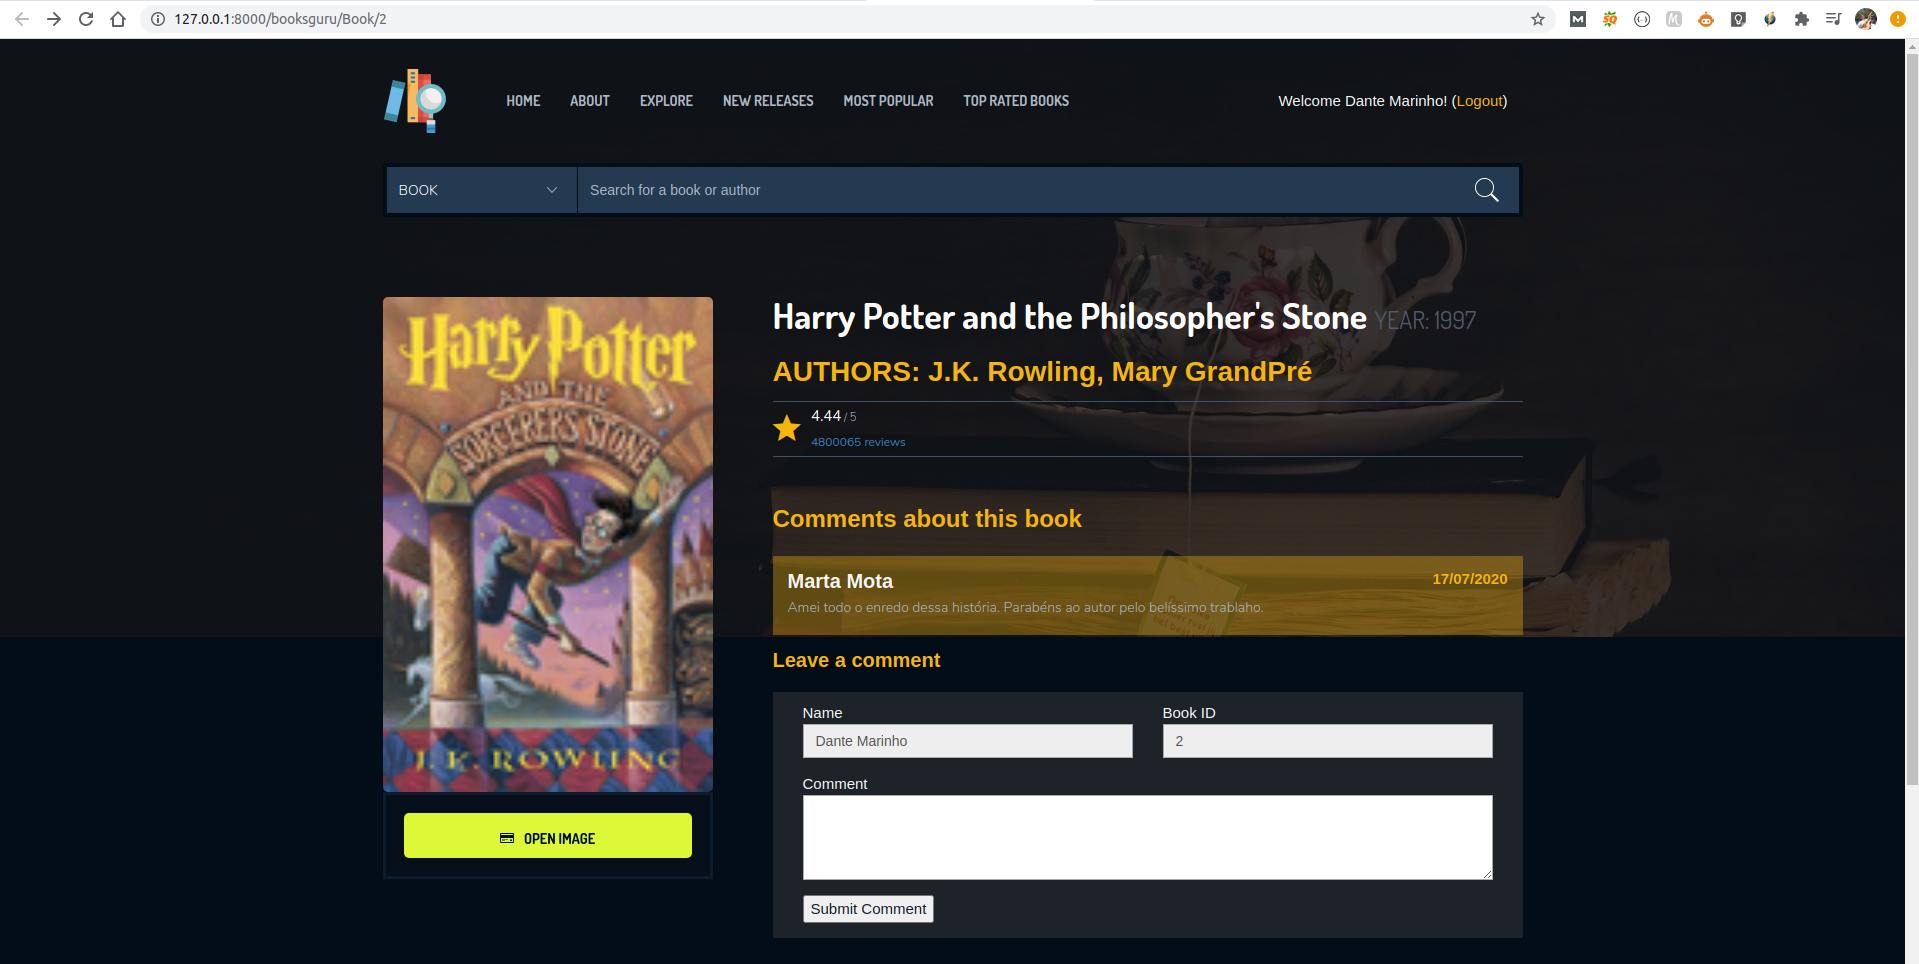 127.0.0.1:8000/booksguru/Book/2
HOME ABOUT EXPLORE NEW RELEASES MOST POPULAR TOP RATED BOOKS Welcome Dante Marinho! (Logout)
BOOK Search for a book or author
Harry Potter
AND THE
SORCERER'S STONE
J. K. ROWLING
OPEN IMAGE
Harry Potter and the Philosopher's Stone YEAR: 1997
AUTHORS: J.K. Rowling, Mary GrandPré
4.44 / 5
4800065 reviews
Comments about this book
Marta Mota 17/07/2020
Amei todo o enredo dessa história. Parabéns ao autor pelo belíssimo trablaho.
Leave a comment
Name Book ID
Dante Marinho 2
Comment
Submit Comment